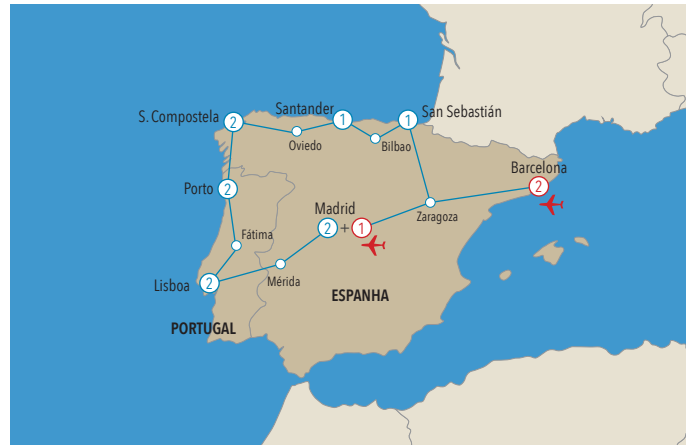 Santander
San Sebastián
S. Compostela
2
1
1
Oviedo
Bilbao
Barcelona
2
Porto
2
Zaragoza
Madrid
2 + 1
Fátima
Mérida
Lisboa
2
ESPANHA
PORTUGAL